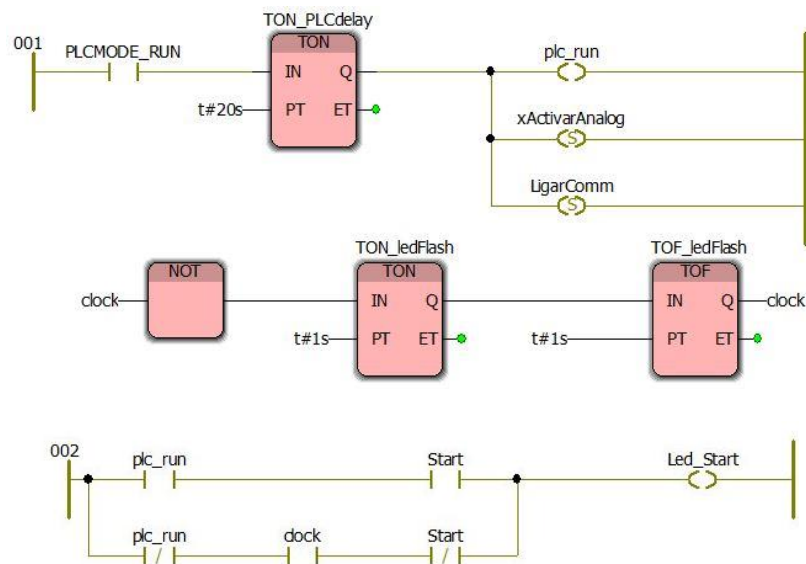 TON_PLCdelay
001
PLCMODE_RUN
TON
plc_run
IN Q
t#20s
PT ET
xActivarAnalog
S
LigarComm
S
TON_ledFlash
TOF_ledFlash
NOT
TON
TOF
clock
IN Q
IN Q
clock
t#1s
PT ET
t#1s
PT ET
002
plc_run
Start
Led_Start
plc_run
clock
Start